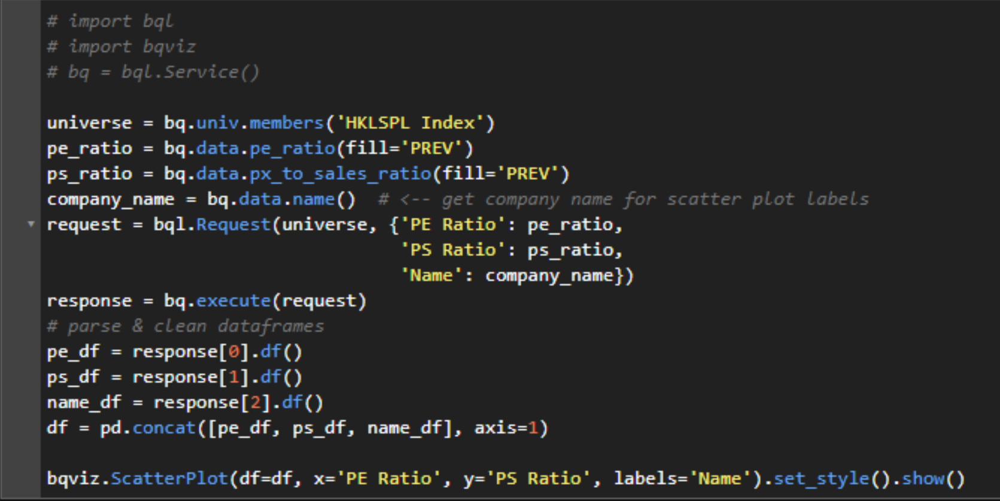 # import bql
# import bqviz
# bq = bql.Service()
universe = bq.univ.members('HKLSPL Index')
pe_ratio = bq.data.pe_ratio(fill='PREV')
ps_ratio = bq.data.px_to_sales_ratio(fill='PREV')
company_name = bq.data.name()  # <-- get company name for scatter plot labels
request = bql.Request(universe, {'PE Ratio': pe_ratio,
'PS Ratio': ps_ratio,
'Name': company_name})
response = bq.execute(request)
# parse & clean dataframes
pe_df = response[0].df()
ps_df = response[1].df()
name_df = response[2].df()
df = pd.concat([pe_df, ps_df, name_df], axis=1)
bqviz.ScatterPlot(df=df, x='PE Ratio', y='PS Ratio', labels='Name').set_style().show()